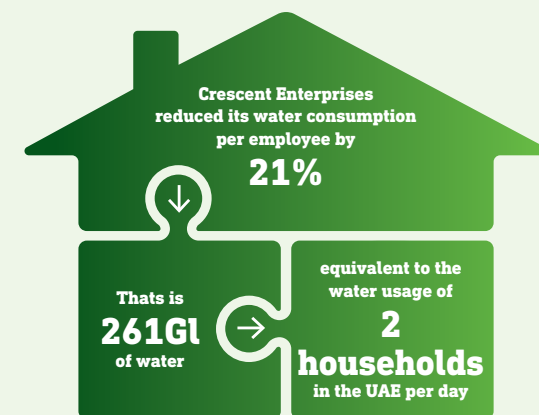 Crescent Enterprises
reduced its water consumption
per employee by
21%
Thats is
261Gl
of water
equivalent to the
water usage of
2
households
in the UAE per day